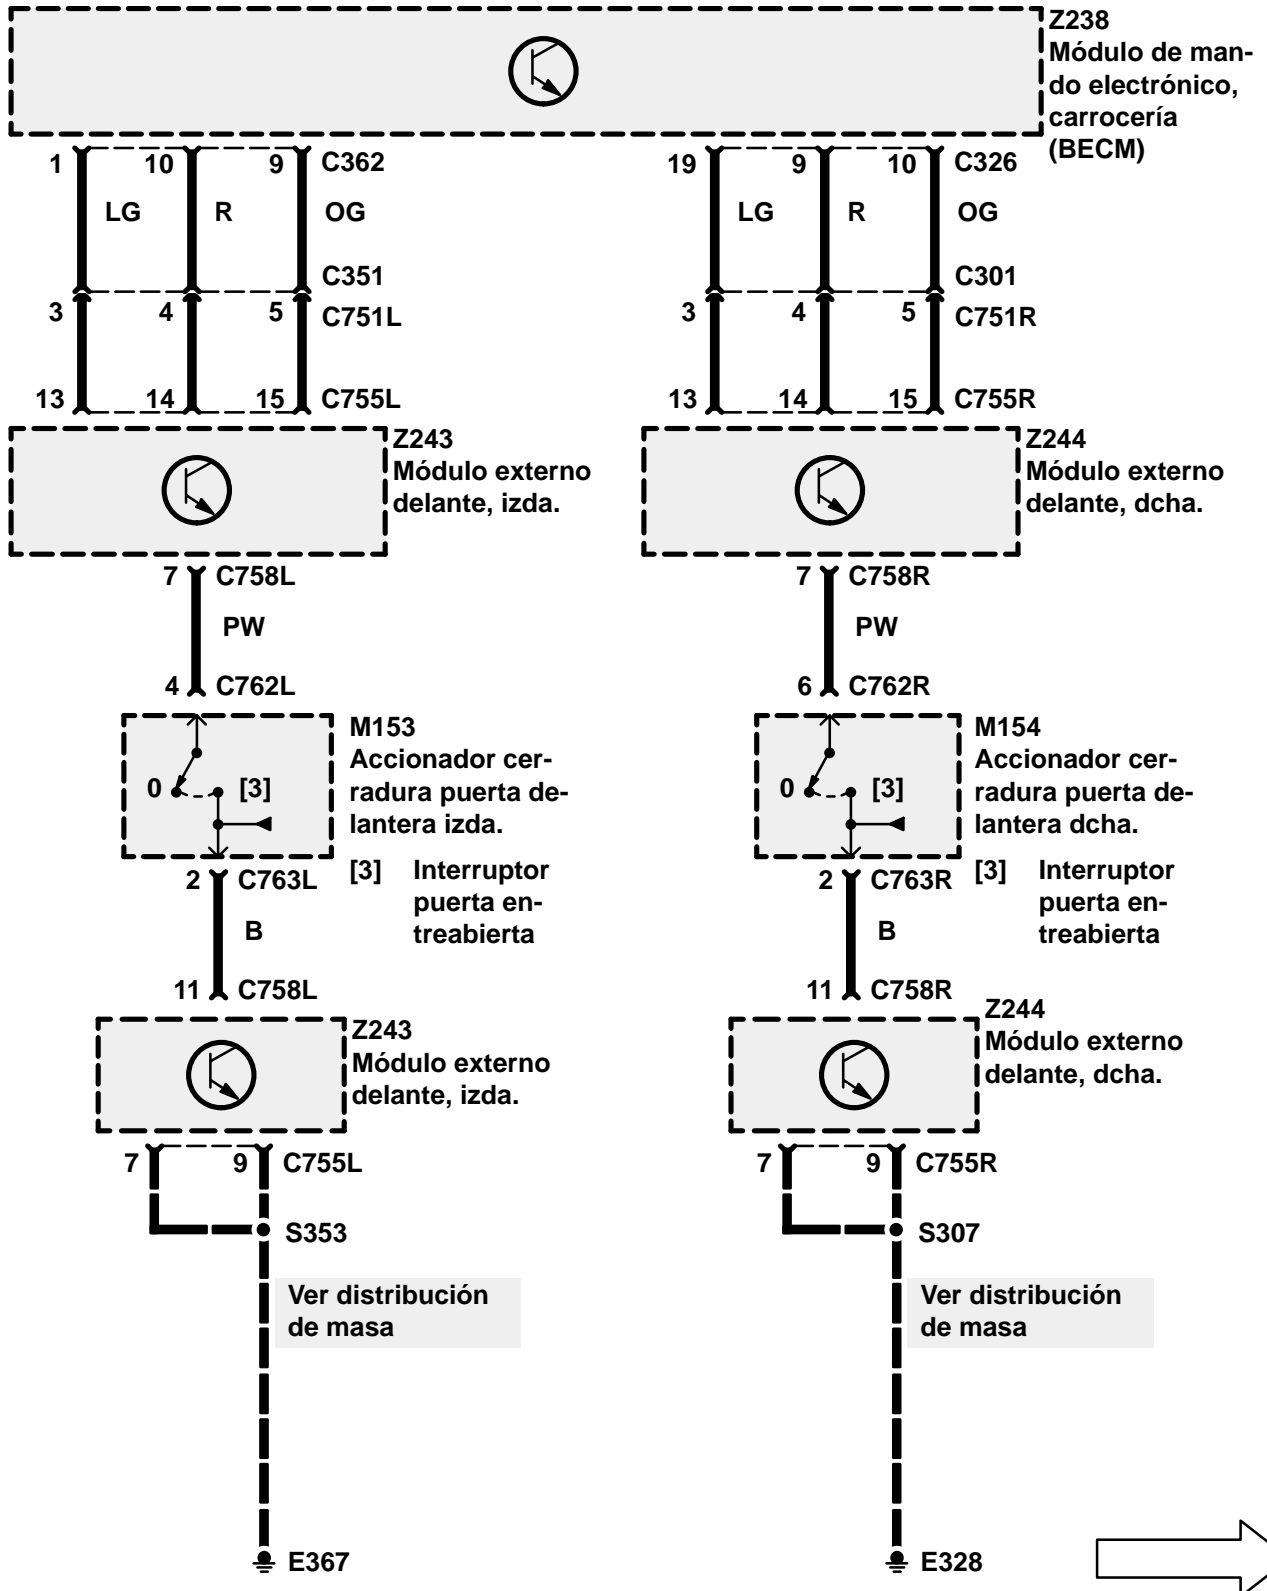 Z238
Módulo de man-
do electrónico,
carrocería
(BECM)
1 10 9 C362
19 9 10 C326
LG R OG
LG R OG
C351
C301
3 4 5 C751L
3 4 5 C751R
13 14 15 C755L
13 14 15 C755R
Z243
Módulo externo
delante, izda.
Z244
Módulo externo
delante, dcha.
7 C758L
7 C758R
PW
PW
4 C762L
6 C762R
0 [3]
M153
Accionador cer-
radura puerta de-
lantera izda.
[3] Interruptor
puerta en-
treabierta
0 [3]
M154
Accionador cer-
radura puerta de-
lantera dcha.
[3] Interruptor
puerta en-
treabierta
2 C763L
2 C763R
B
B
11 C758L
11 C758R
Z243
Módulo externo
delante, izda.
Z244
Módulo externo
delante, dcha.
7 9 C755L
7 9 C755R
S353
S307
Ver distribución
de masa
Ver distribución
de masa
E367
E328